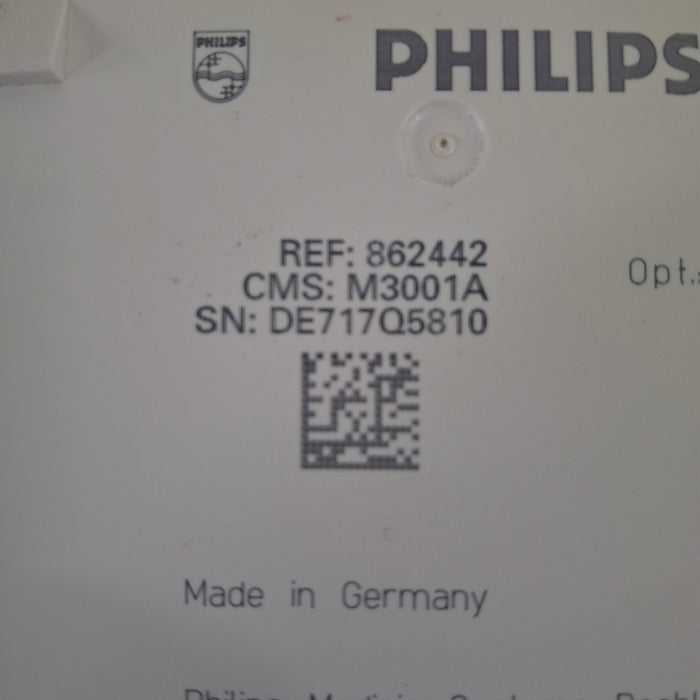 PHILIPS
PHILIPS
REF: 862442
CMS: M3001A
SN: DE717Q5810
Opt.:
Made in Germany